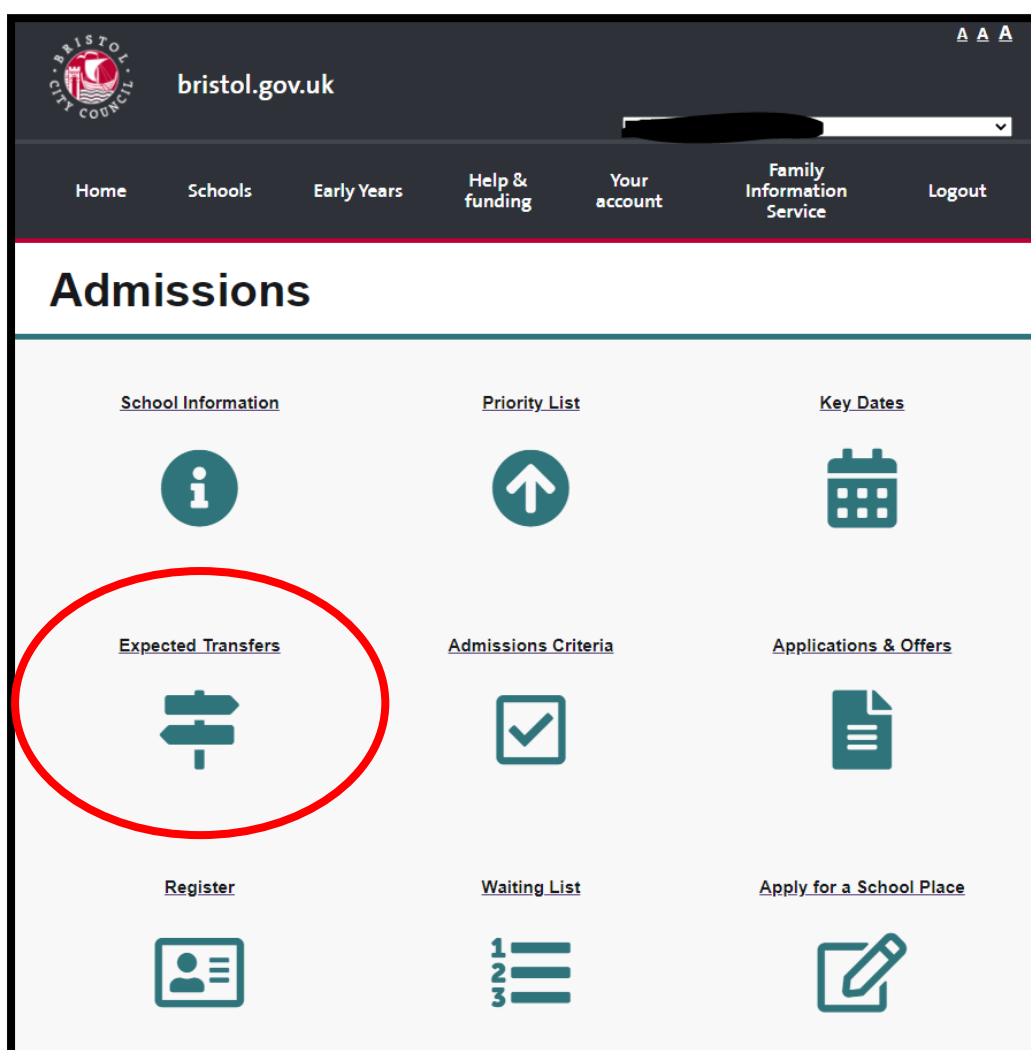 A A A
BRISTOL
CITY COUNCIL
bristol.gov.uk
Home
Schools
Early Years
Help &
funding
Your
account
Family
Information
Service
Logout
Admissions
School Information
Priority List
Key Dates
Expected Transfers
Admissions Criteria
Applications & Offers
Register
Waiting List
Apply for a School Place
1
2
3